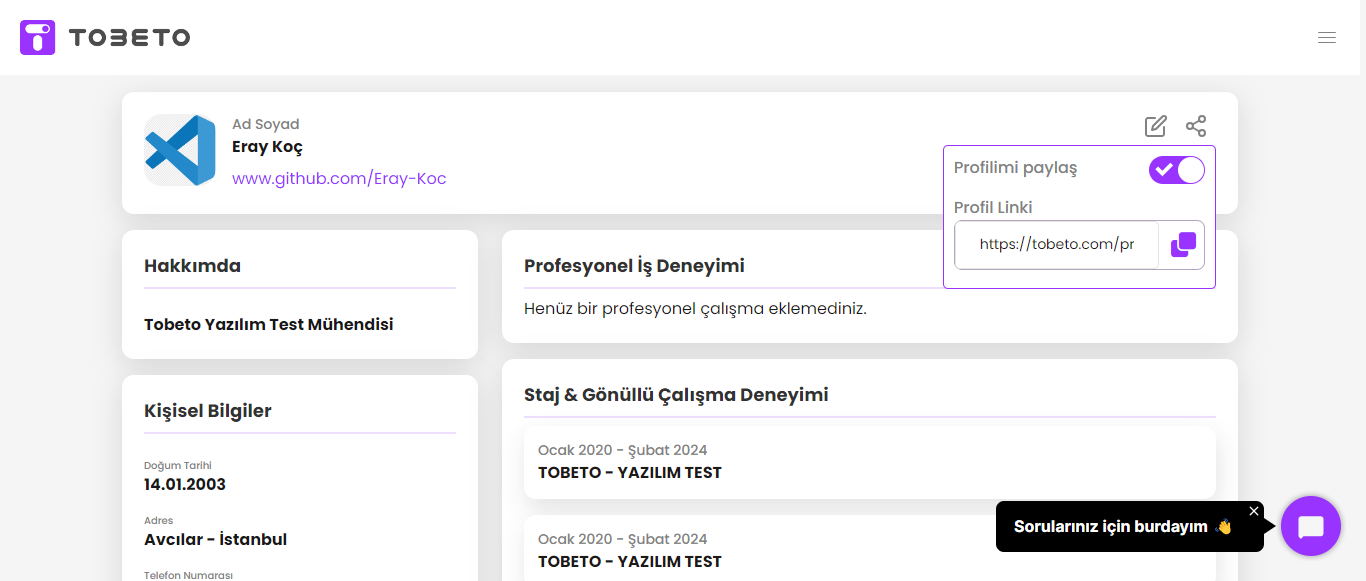 TOBETO
Ad Soyad
Eray Koç
www.github.com/Eray-Koc
Profilimi paylaş
Profil Linki
https://tobeto.com/pr
Hakkımda
Tobeto Yazılım Test Mühendisi
Kişisel Bilgiler
Doğum Tarihi
14.01.2003
Adres
Avcılar - İstanbul
Telefon Numarası
Profesyonel İş Deneyimi
Henüz bir profesyonel çalışma eklemediniz.
Staj & Gönüllü Çalışma Deneyimi
Ocak 2020 - Şubat 2024
TOBETO - YAZILIM TEST
Ocak 2020 - Şubat 2024
TOBETO - YAZILIM TEST
Sorularınız için burdayım 👋